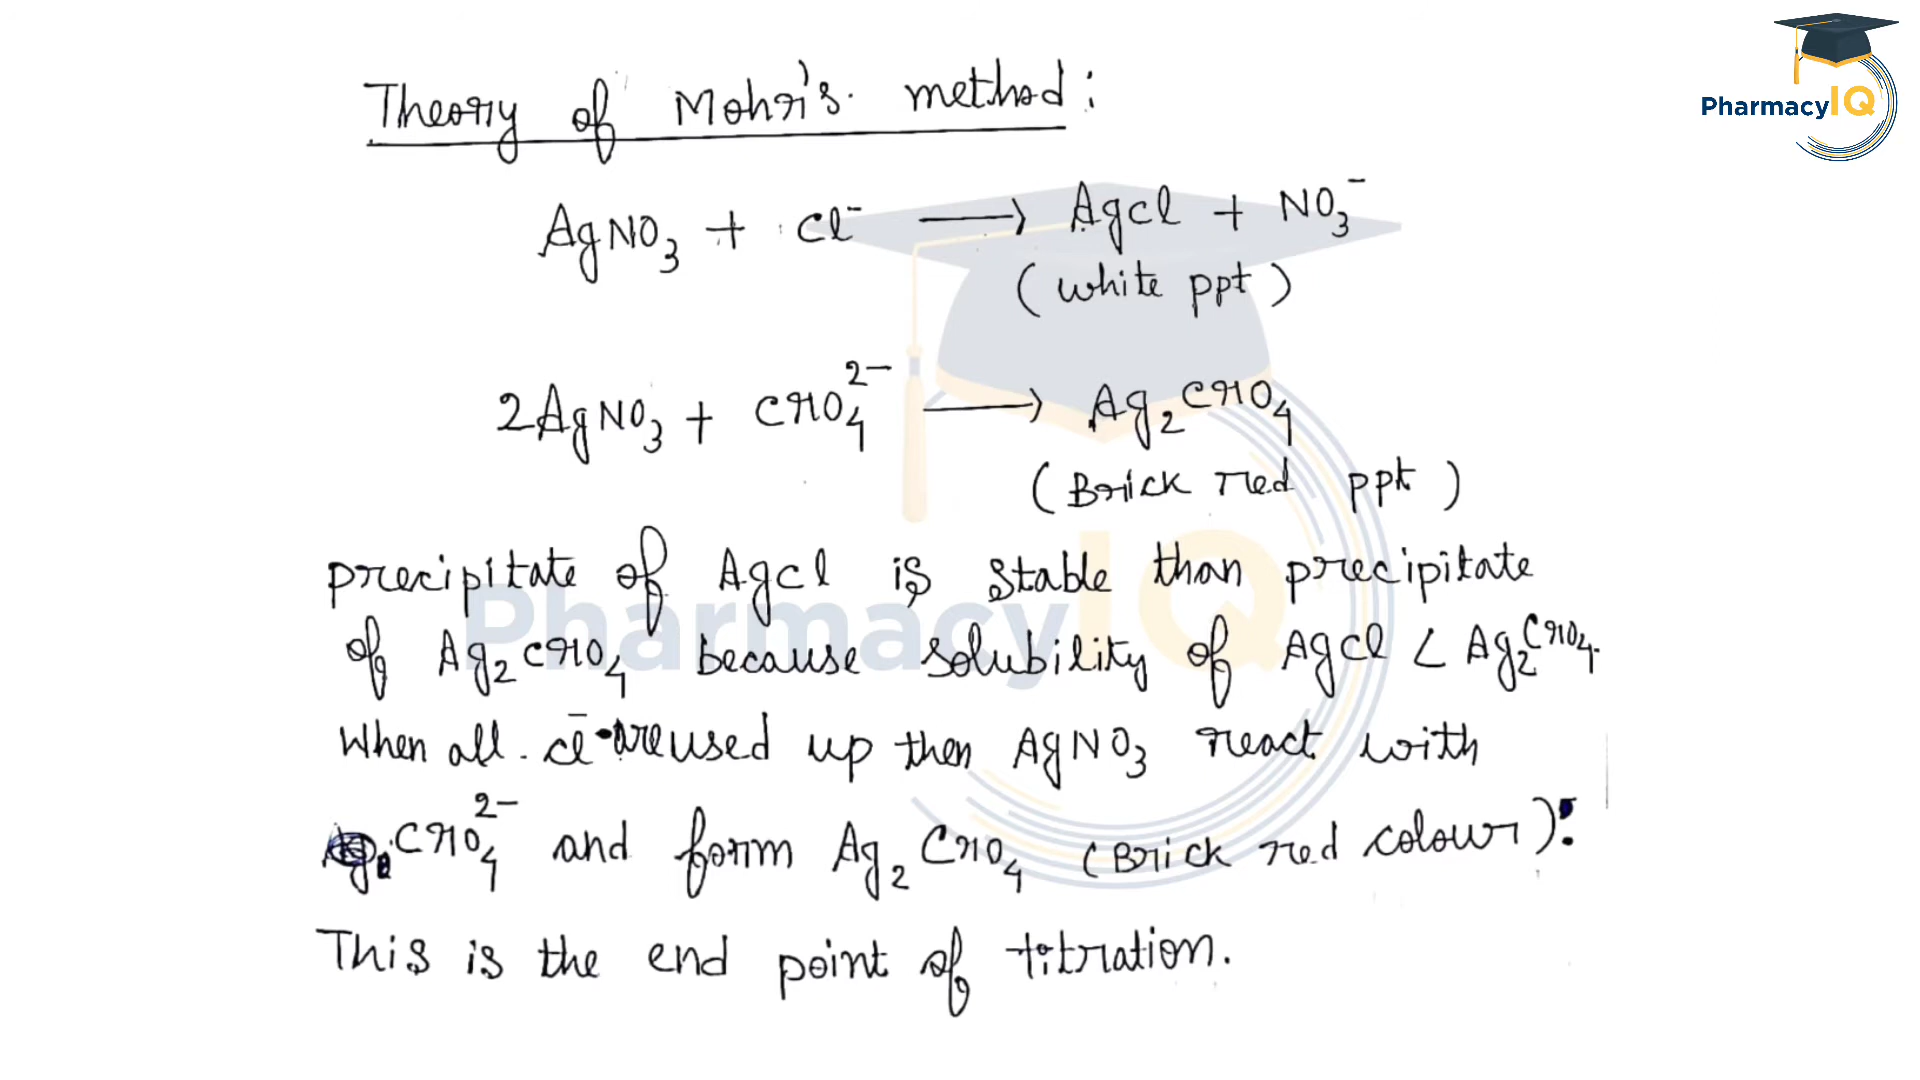 PharmacyIQ
Theory of Mohr's method:
AgNO₃ + Cl⁻ ⟶ Agcl + NO₃⁻
(white ppt)
2AgNO₃ + CrO₄²⁻ ⟶ Ag₂CrO₄
(Brick red ppt)
precipitate of Agcl is stable than precipitate
of Ag₂CrO₄ because solubility of AgCl < Ag₂CrO₄.
When all cl⁻ are used up then AgNO₃ react with
CrO₄²⁻ and form Ag₂CrO₄ (Brick red colour).
This is the end point of titration.
PharmacyIQ